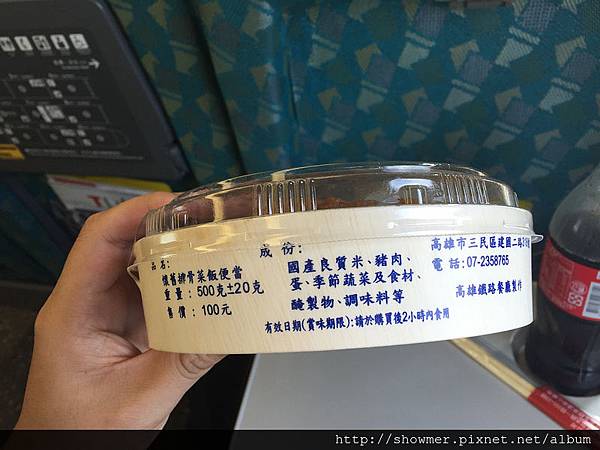 品名:
懷舊排骨菜飯便當
重量：500克±20克
售價：100元
成份:
國產良質米、豬肉、
蛋、季節蔬菜及食材、
醃製物、調味料等
有效日期(賞味期限):請於購買後2小時內食用
高雄市三民區建國二路
電話:07-2358765
高雄鐵路餐廳製作
http://showmer.pixnet.net/album